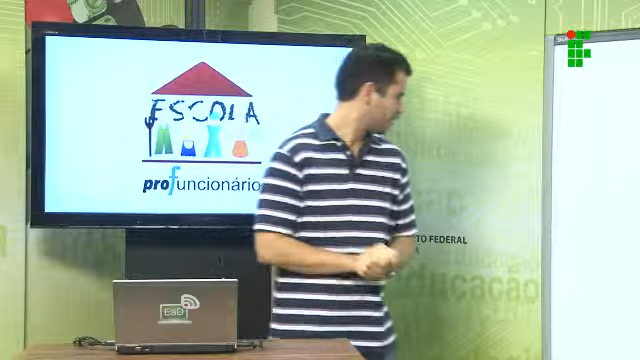 ESCOLA
profuncionário
EaD
TO FEDERAL
educação